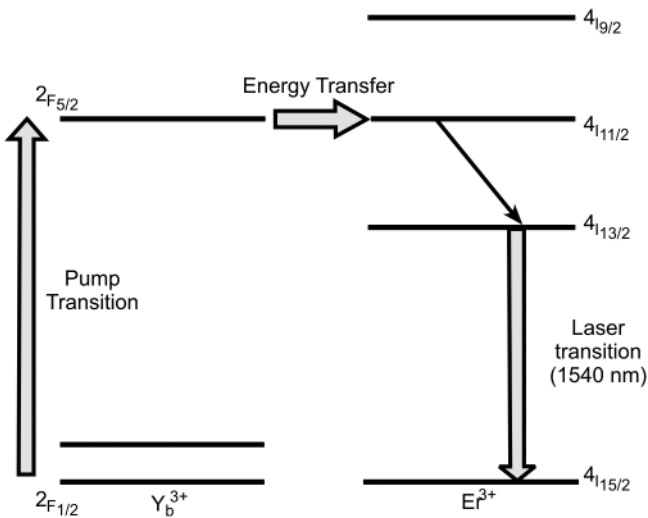 4I9/2
Energy Transfer
2F5/2
4I11/2
4I13/2
Pump
Transition
Laser
transition
(1540 nm)
2F1/2
Yb3+
Er3+
4I15/2